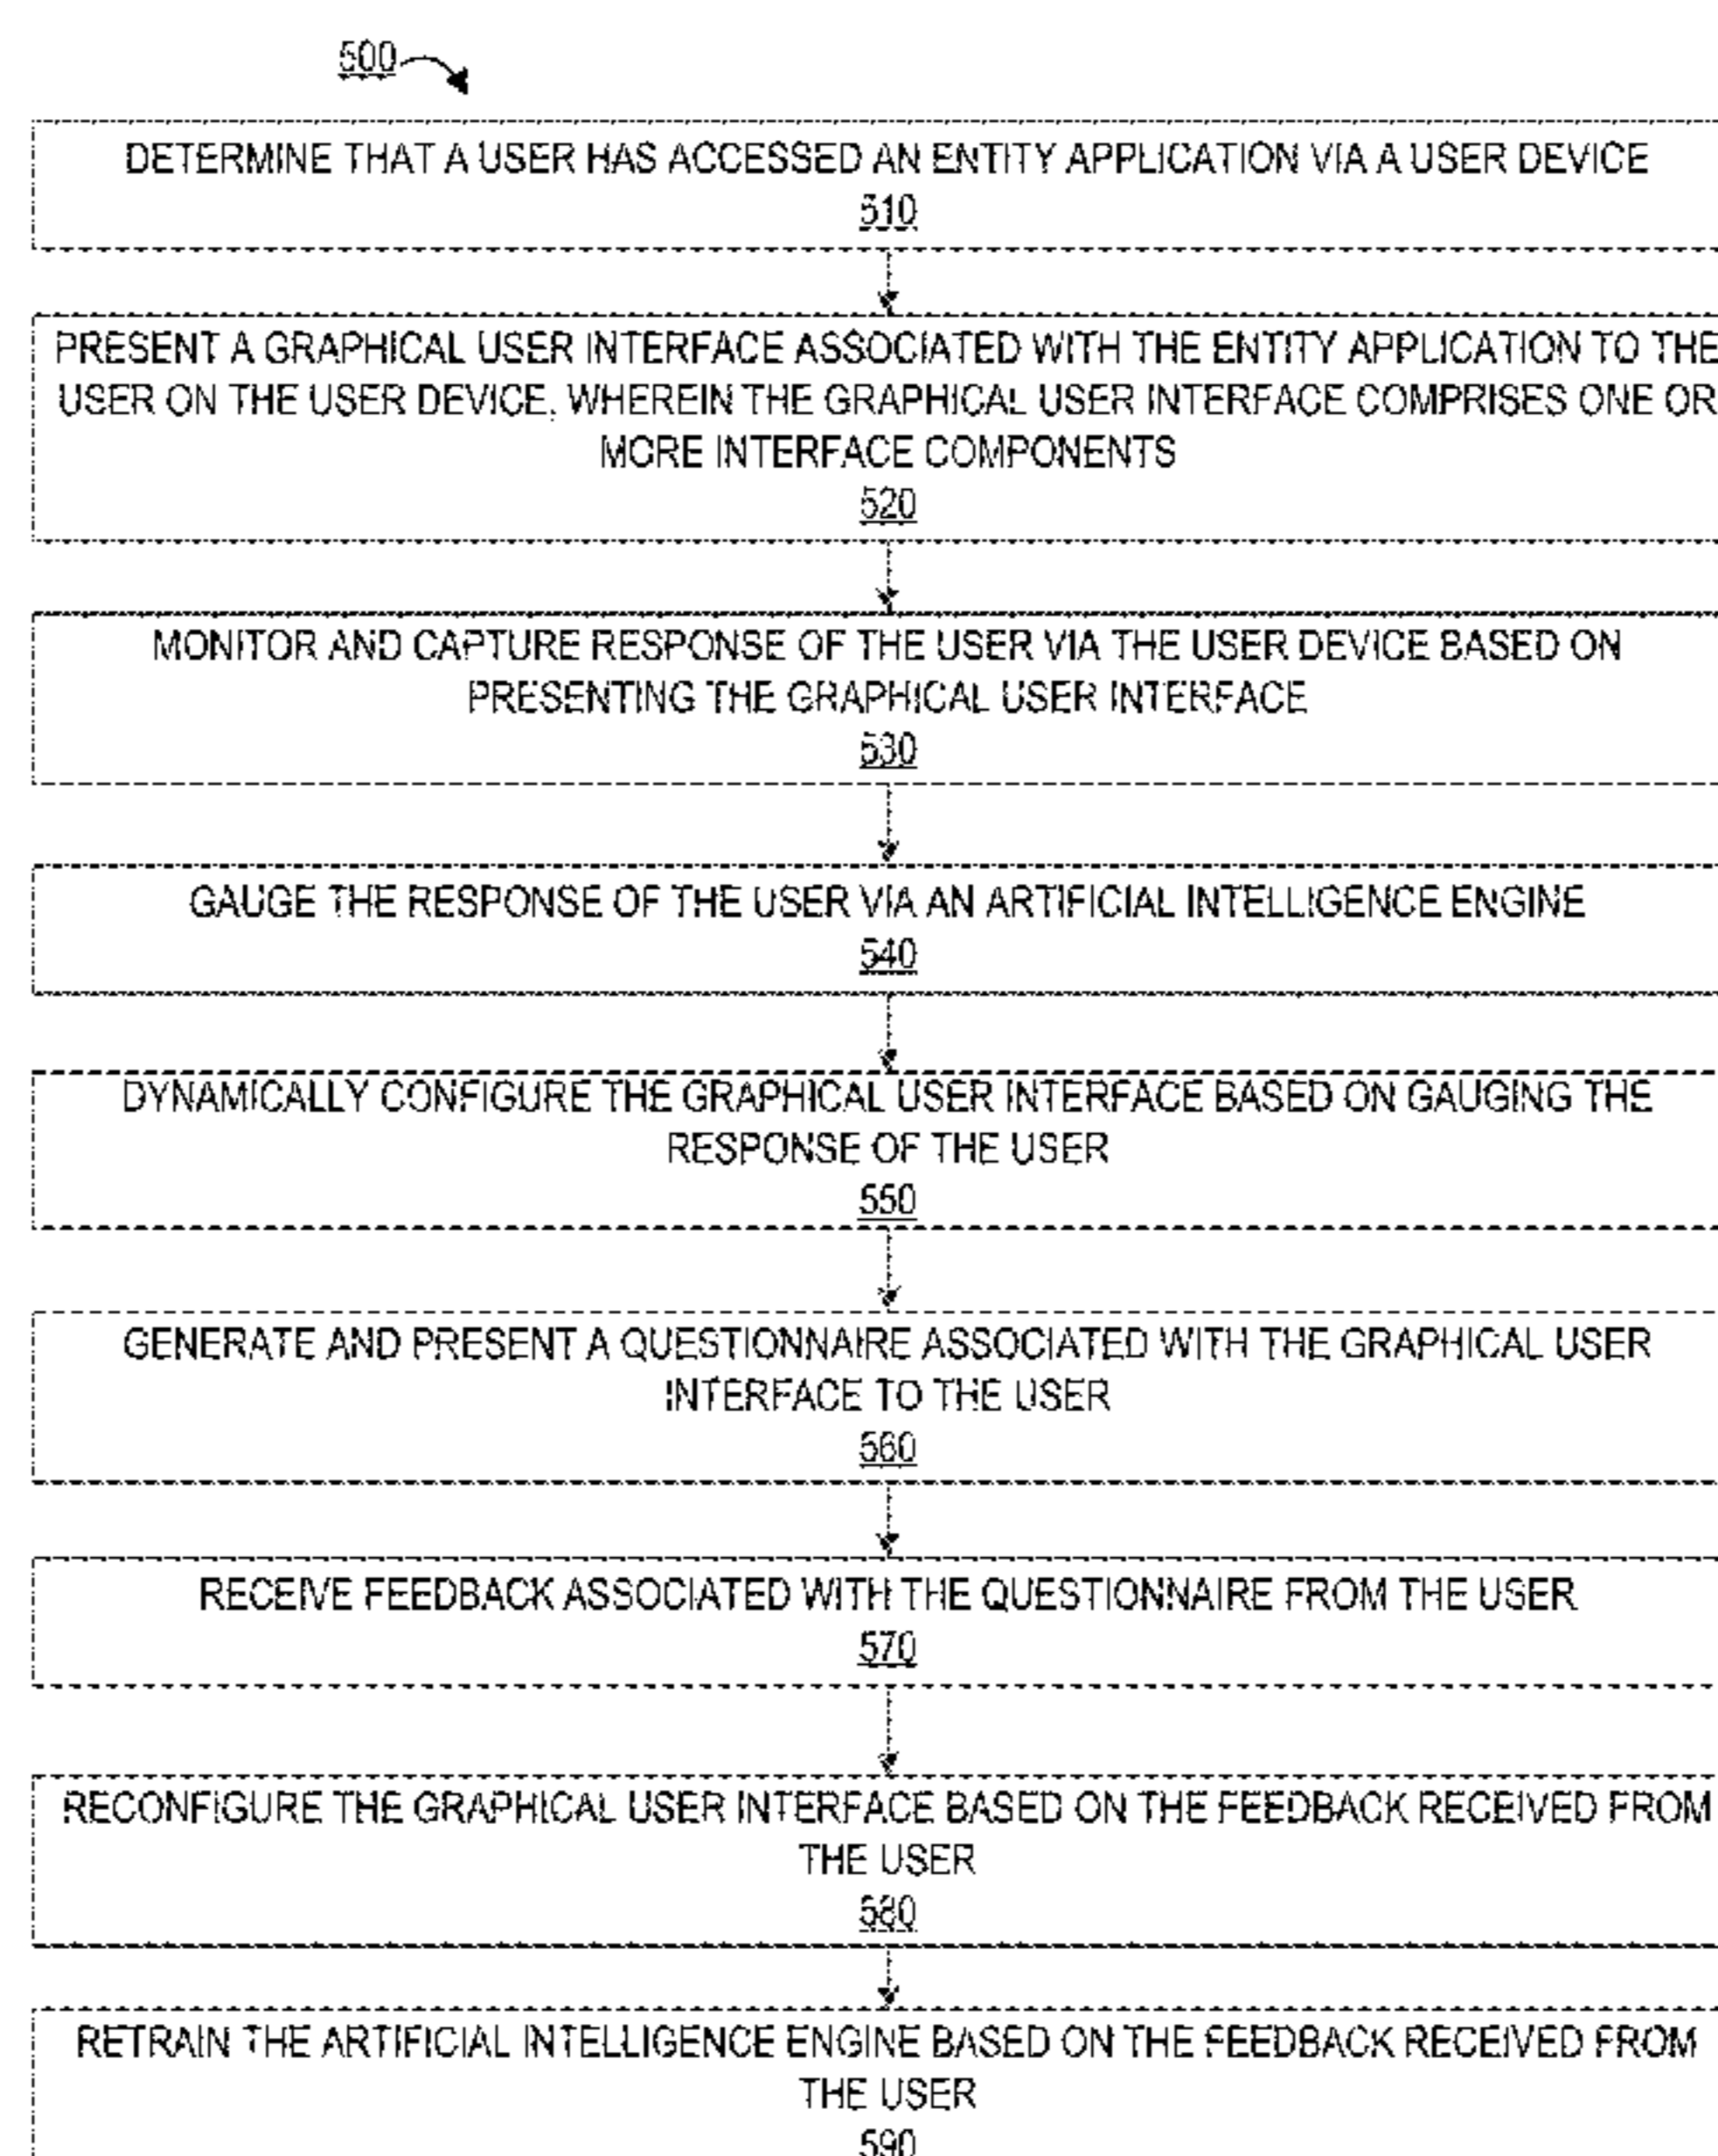 500
DETERMINE THAT A USER HAS ACCESSED AN ENTITY APPLICATION VIA A USER DEVICE
510
PRESENT A GRAPHICAL USER INTERFACE ASSOCIATED WITH THE ENTITY APPLICATION TO THE
USER ON THE USER DEVICE, WHEREIN THE GRAPHICAL USER INTERFACE COMPRISES ONE OR
MORE INTERFACE COMPONENTS
520
MONITOR AND CAPTURE RESPONSE OF THE USER VIA THE USER DEVICE BASED ON
PRESENTING THE GRAPHICAL USER INTERFACE
530
GAUGE THE RESPONSE OF THE USER VIA AN ARTIFICIAL INTELLIGENCE ENGINE
540
DYNAMICALLY CONFIGURE THE GRAPHICAL USER INTERFACE BASED ON GAUGING THE
RESPONSE OF THE USER
550
GENERATE AND PRESENT A QUESTIONNAIRE ASSOCIATED WITH THE GRAPHICAL USER
INTERFACE TO THE USER
560
RECEIVE FEEDBACK ASSOCIATED WITH THE QUESTIONNAIRE FROM THE USER
570
RECONFIGURE THE GRAPHICAL USER INTERFACE BASED ON THE FEEDBACK RECEIVED FROM
THE USER
580
RETRAIN THE ARTIFICIAL INTELLIGENCE ENGINE BASED ON THE FEEDBACK RECEIVED FROM
THE USER
590